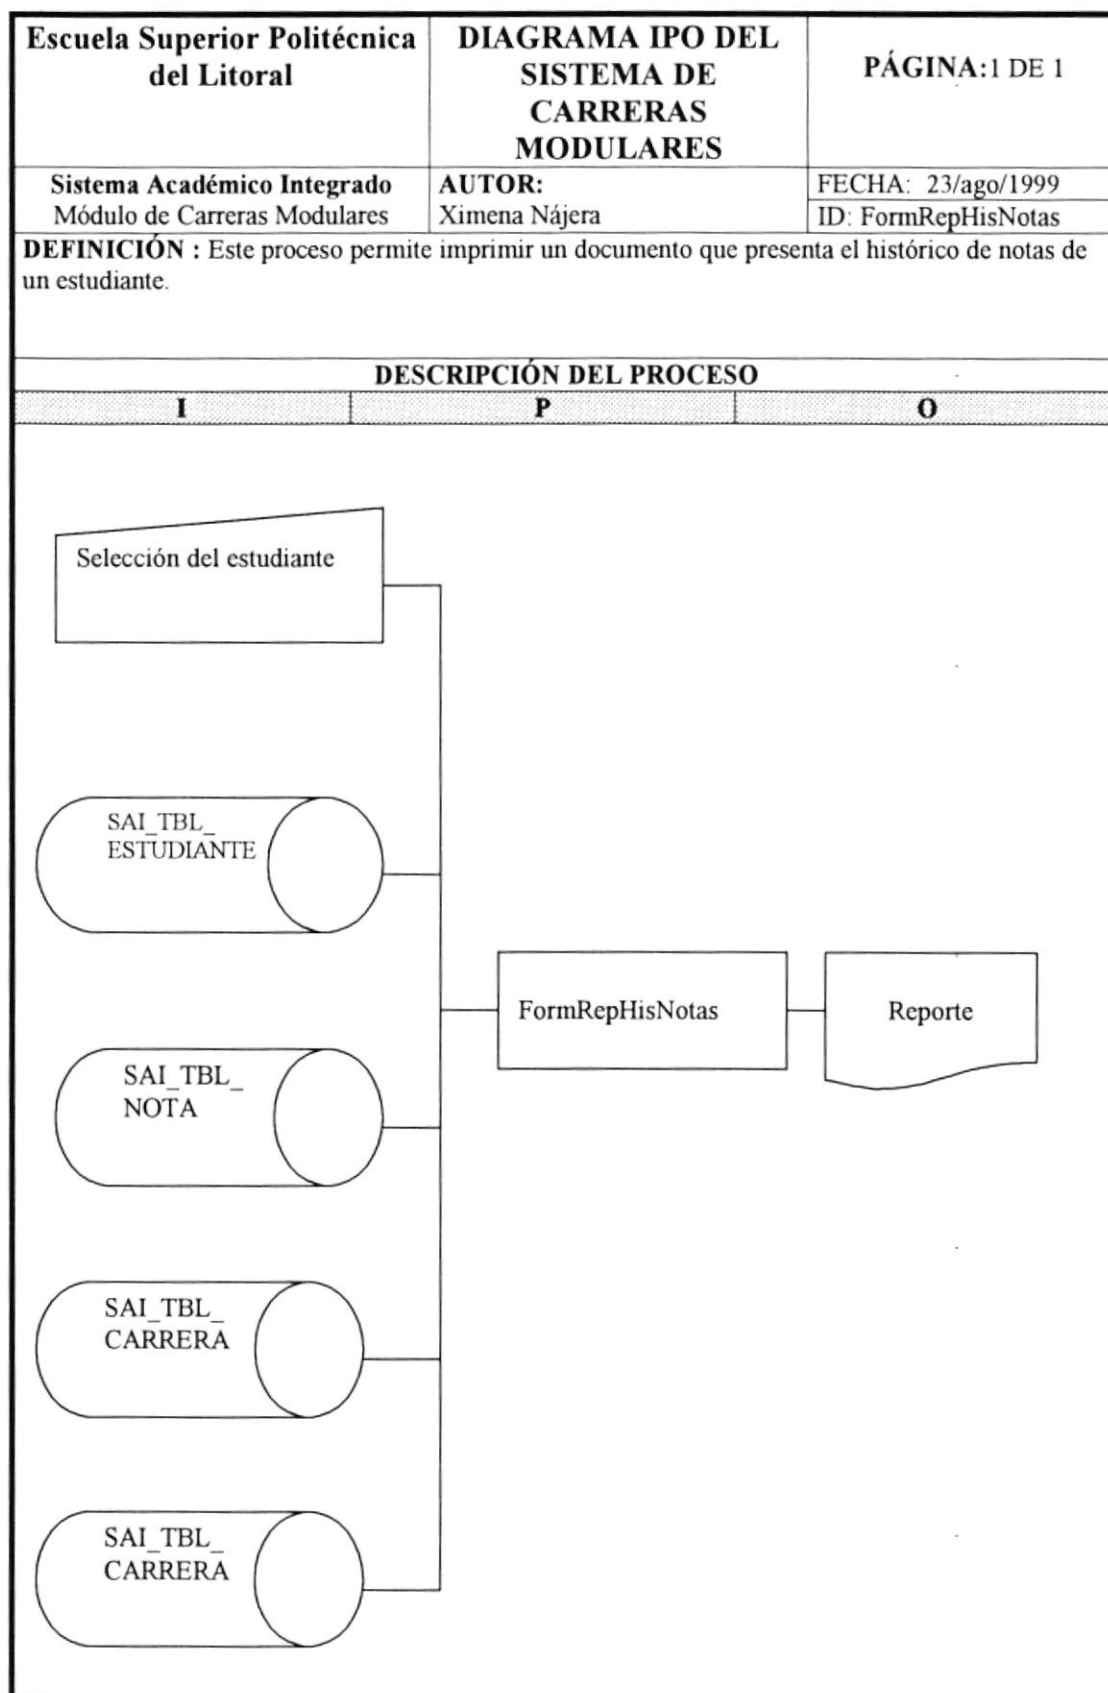 Escuela Superior Politécnica
del Litoral
DIAGRAMA IPO DEL
SISTEMA DE
CARRERAS
MODULARES
PÁGINA:1 DE 1
Sistema Académico Integrado
Módulo de Carreras Modulares
AUTOR:
Ximena Nájera
FECHA: 23/ago/1999
ID: FormRepHisNotas
DEFINICIÓN : Este proceso permite imprimir un documento que presenta el histórico de notas de
un estudiante.
DESCRIPCIÓN DEL PROCESO
I
P
O
Selección del estudiante
SAI_TBL_
ESTUDIANTE
FormRepHisNotas
Reporte
SAI_TBL_
NOTA
SAI_TBL_
CARRERA
SAI_TBL_
CARRERA